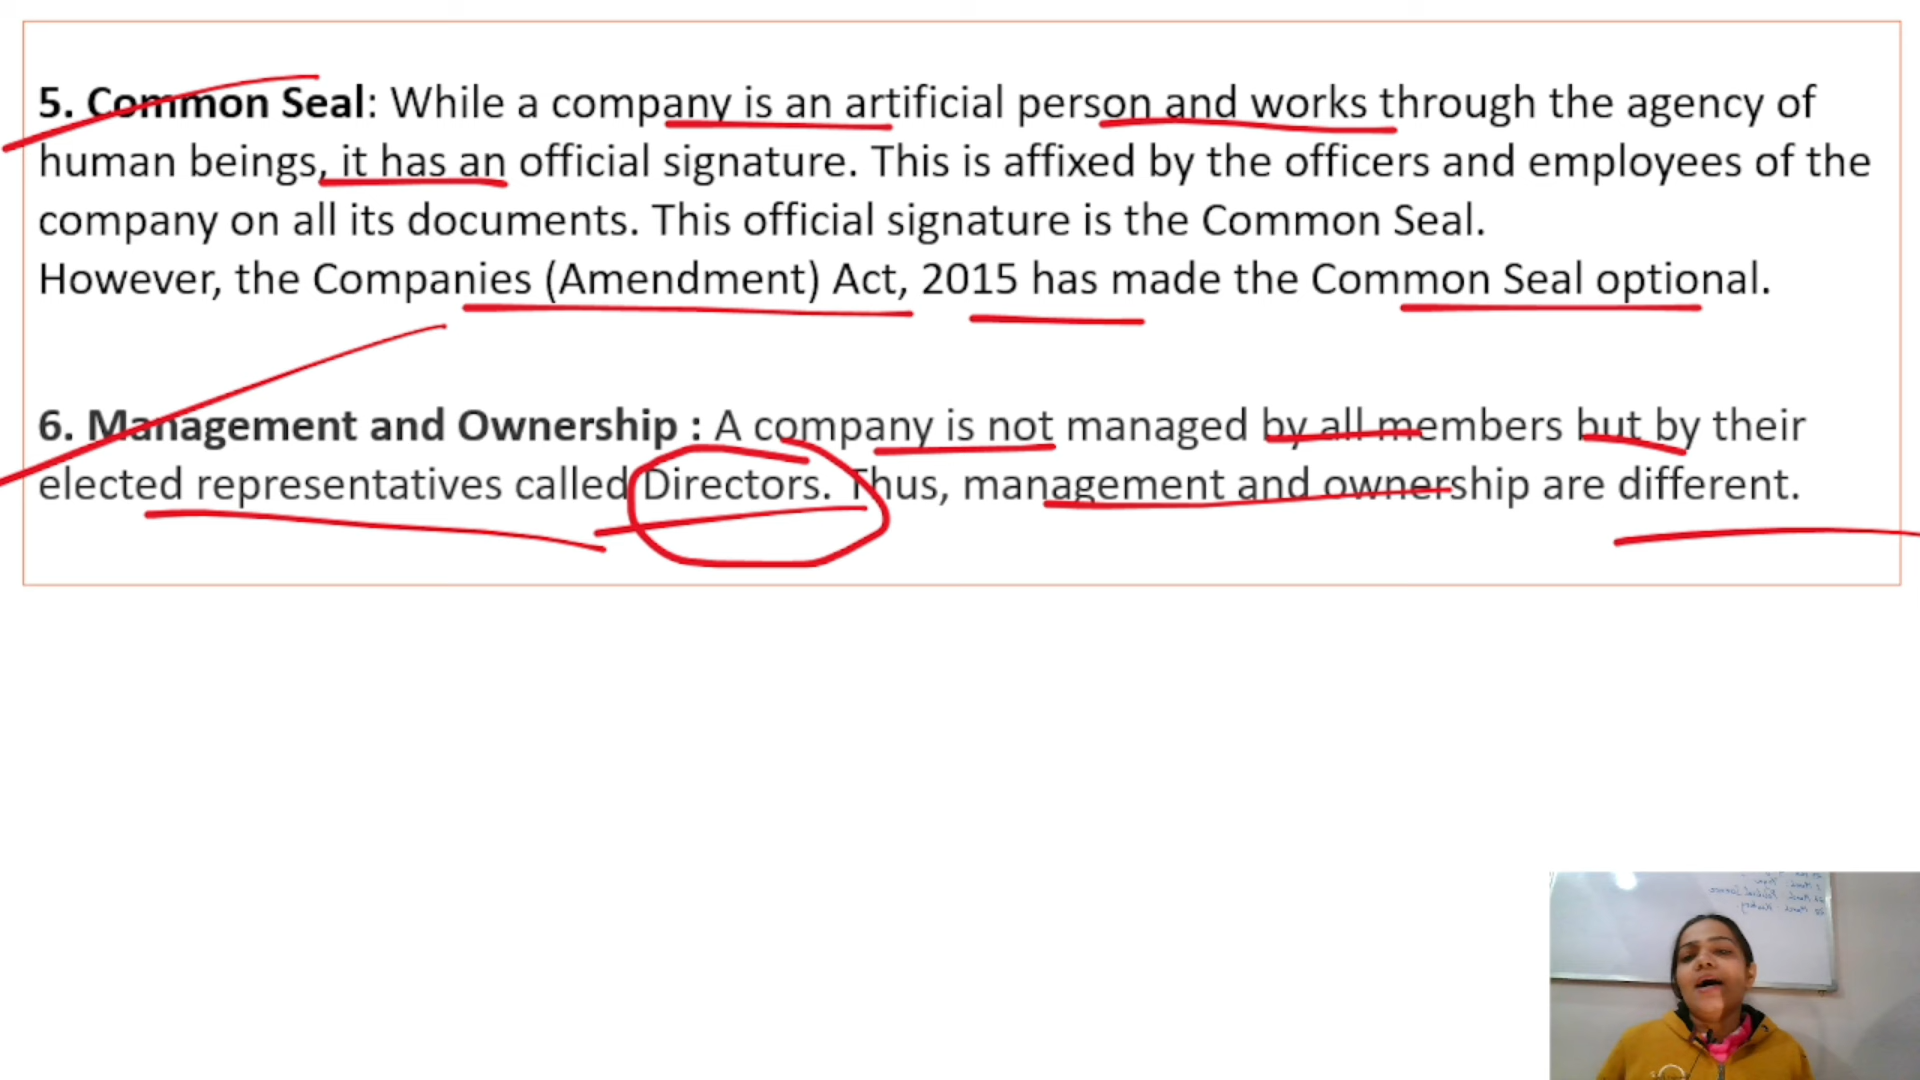 5. Common Seal: While a company is an artificial person and works through the agency of
human beings, it has an official signature. This is affixed by the officers and employees of the
company on all its documents. This official signature is the Common Seal.
However, the Companies (Amendment) Act, 2015 has made the Common Seal optional.
6. Management and Ownership : A company is not managed by all members but by their
elected representatives called Directors. Thus, management and ownership are different.